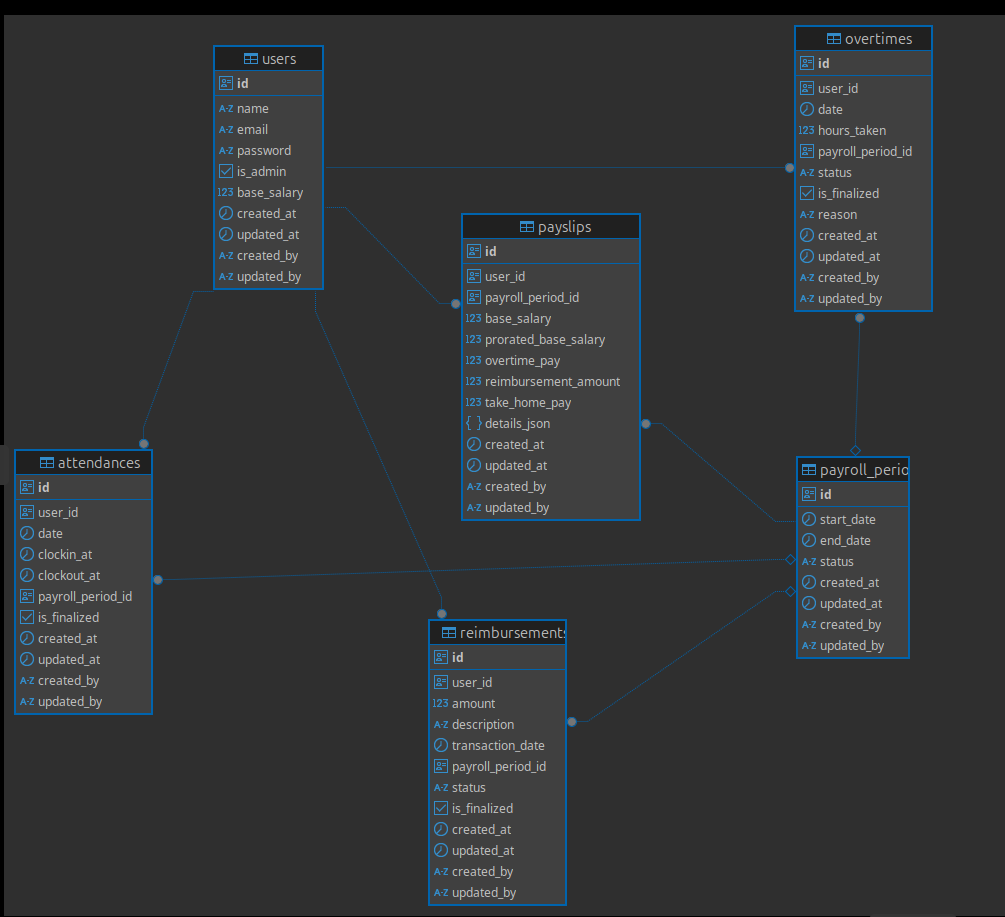 users
id
A-Z name
A-Z email
A-Z password
is_admin
123 base_salary
created_at
updated_at
A-Z created_by
A-Z updated_by
overtimes
id
user_id
date
123 hours_taken
payroll_period_id
A-Z status
is_finalized
A-Z reason
created_at
updated_at
A-Z created_by
A-Z updated_by
payslips
id
user_id
payroll_period_id
123 base_salary
123 prorated_base_salary
123 overtime_pay
123 reimbursement_amount
123 take_home_pay
{ } details_json
created_at
updated_at
A-Z created_by
A-Z updated_by
attendances
id
user_id
date
clockin_at
clockout_at
payroll_period_id
is_finalized
created_at
updated_at
A-Z created_by
A-Z updated_by
payroll_perio
id
start_date
end_date
A-Z status
created_at
updated_at
A-Z created_by
A-Z updated_by
reimbursements
id
user_id
123 amount
A-Z description
transaction_date
payroll_period_id
A-Z status
is_finalized
created_at
updated_at
A-Z created_by
A-Z updated_by